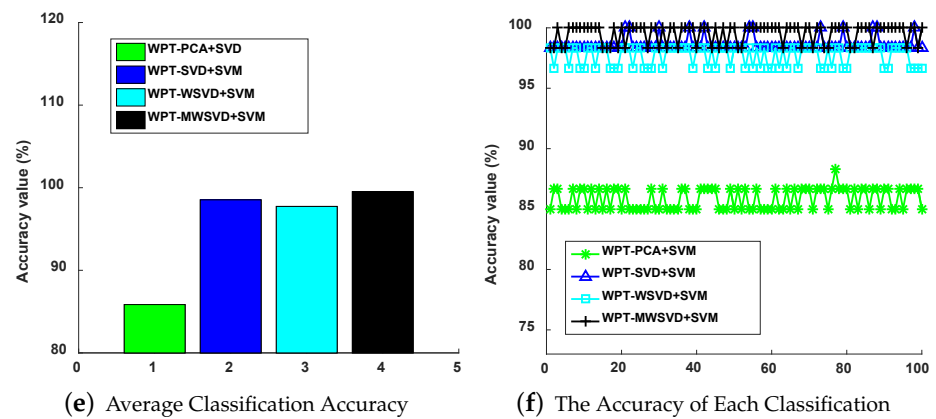 120
110
100
90
80
Accuracy value (%)
WPT-PCA+SVD
WPT-SVD+SVM
WPT-WSVD+SVM
WPT-MWSVD+SVM
0 1 2 3 4 5
(e) Average Classification Accuracy
100
95
90
85
80
75
Accuracy value (%)
WPT-PCA+SVM
WPT-SVD+SVM
WPT-WSVD+SVM
WPT-MWSVD+SVM
0 20 40 60 80 100
(f) The Accuracy of Each Classification